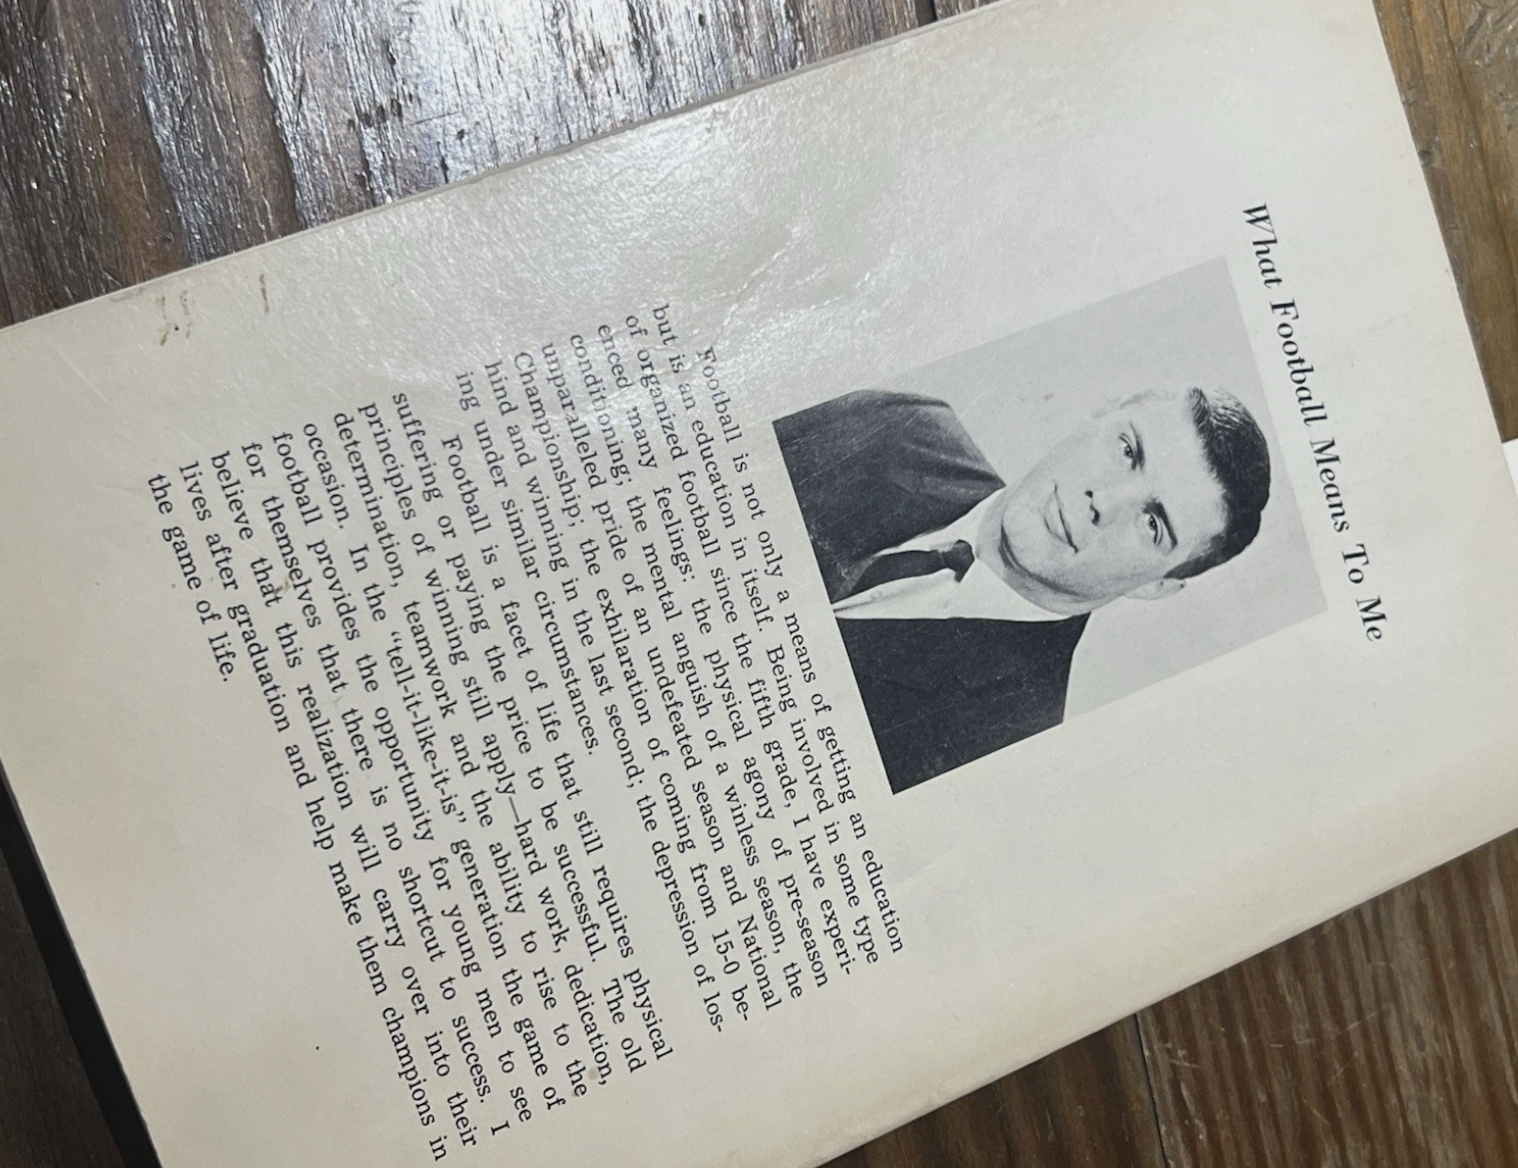 What Football Means To Me
Football is not only a means of getting an education
but is an education in itself. Being involved in some type
of organized football since the fifth grade, I have experi-
enced many feelings: the physical agony of pre-season
conditioning; the mental anguish of a winless season, the
unparalleled pride of an undefeated season and National
Championship; the exhilaration of coming from 15-0 be-
hind and winning in the last second; the depression of los-
ing under similar circumstances.
Football is a facet of life that still requires physical
suffering or paying the price to be successful. The old
principles of winning still apply—hard work, dedication,
determination, teamwork and the ability to rise to the
occasion. In the “tell-it-like-it-is” generation the game of
football provides the opportunity for young men to see
for themselves that there is no shortcut to success. I
believe that this realization will carry over into their
lives after graduation and help make them champions in
the game of life.